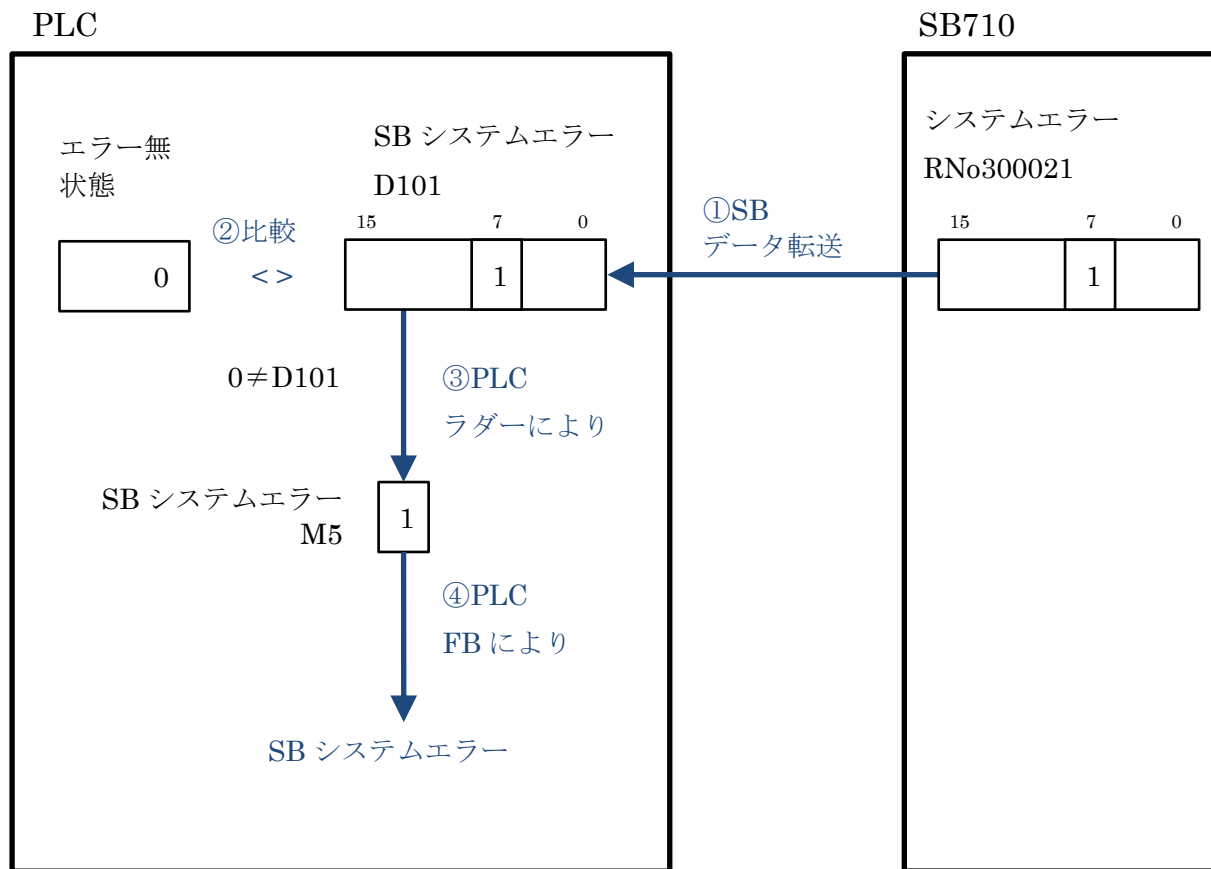 PLC
SB710
エラー無
状態
SB システムエラー
D101
システムエラー
RNo300021
15 7 0
15 7 0
②比較
＜＞
0
1
①SB
データ転送
1
0≠D101
③PLC
ラダーにより
SB システムエラー
M5
1
④PLC
FB により
SB システムエラー